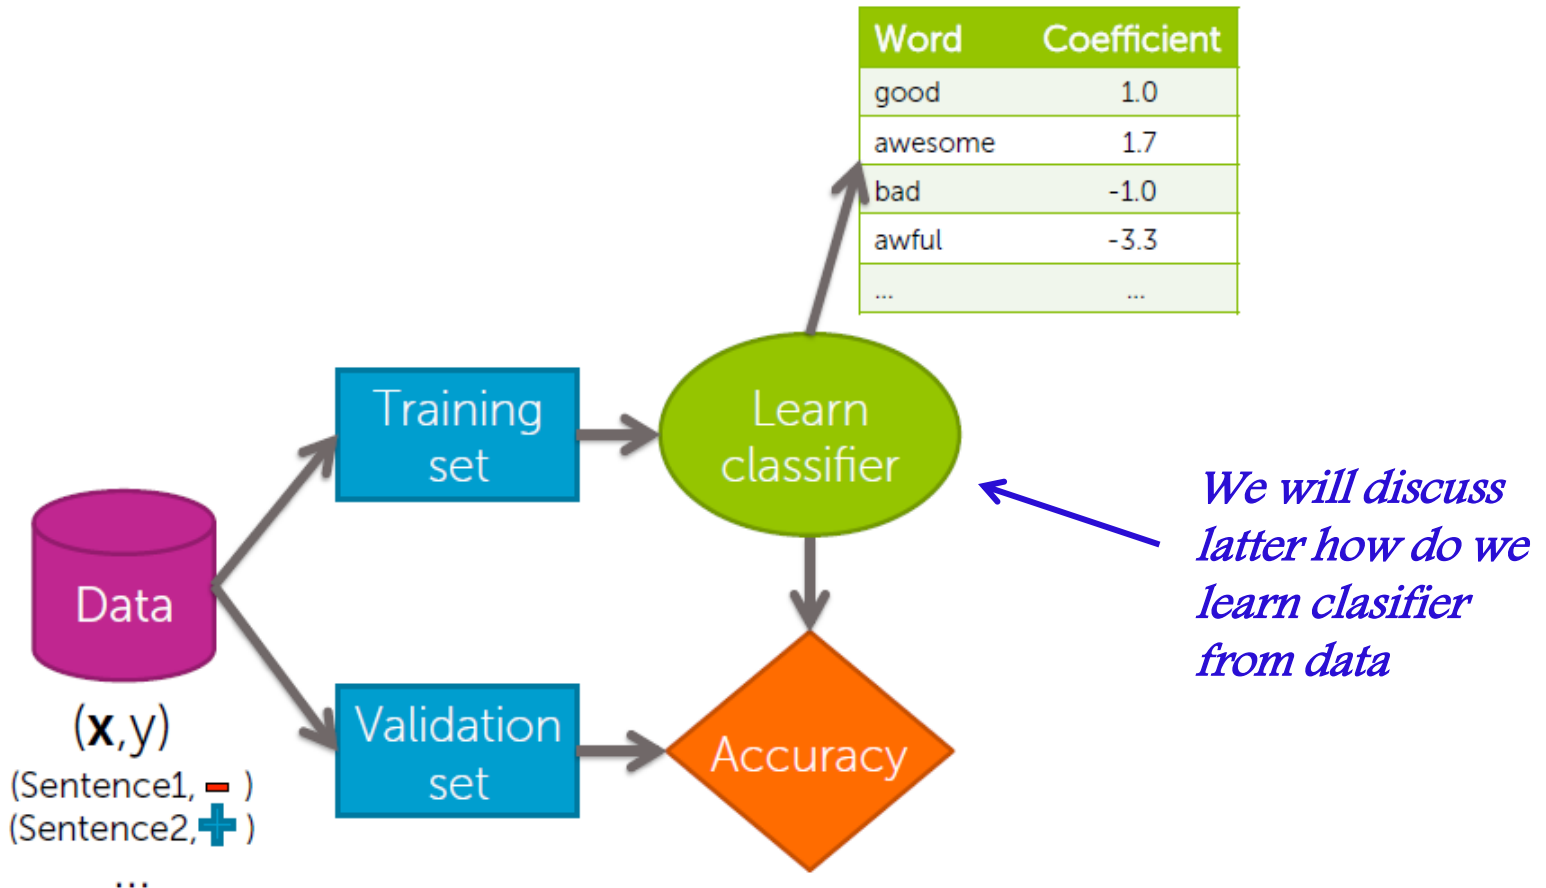 Word Coefficient
good 1.0
awesome 1.7
bad -1.0
awful -3.3
... ...
Training
set
Learn
classifier
We will discuss
latter how do we
learn clasifier
from data
Data
(x,y)
(Sentence1, - )
(Sentence2, + )
...
Validation
set
Accuracy